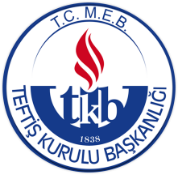 T.C. M.E.B.
tkb
1838
TEFTİŞ KURULU BAŞKANLIĞI